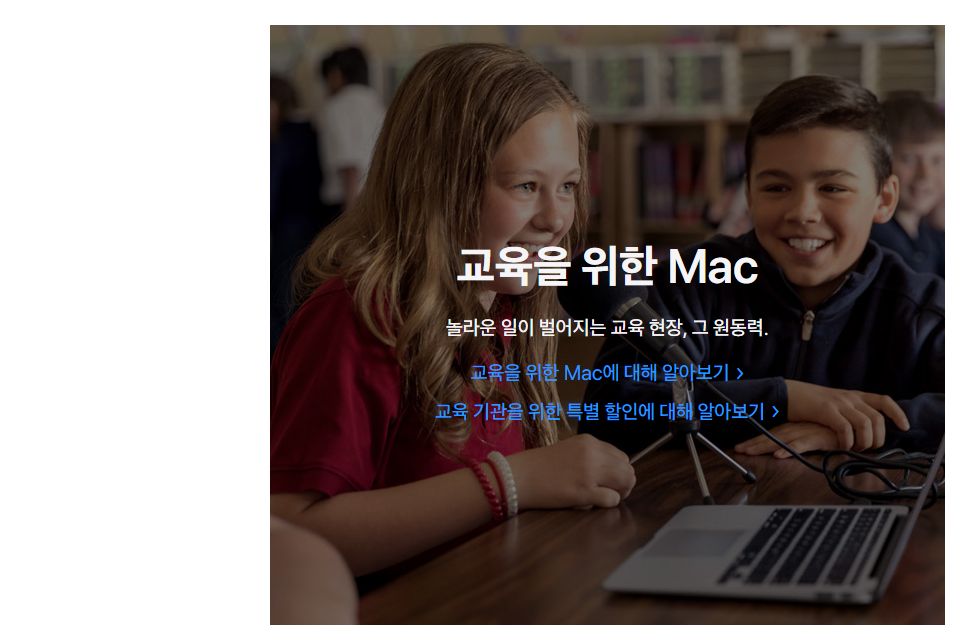 교육을 위한 Mac
놀라운 일이 벌어지는 교육 현장, 그 원동력.
교육을 위한 Mac에 대해 알아보기 >
교육 기관을 위한 특별 할인에 대해 알아보기 >